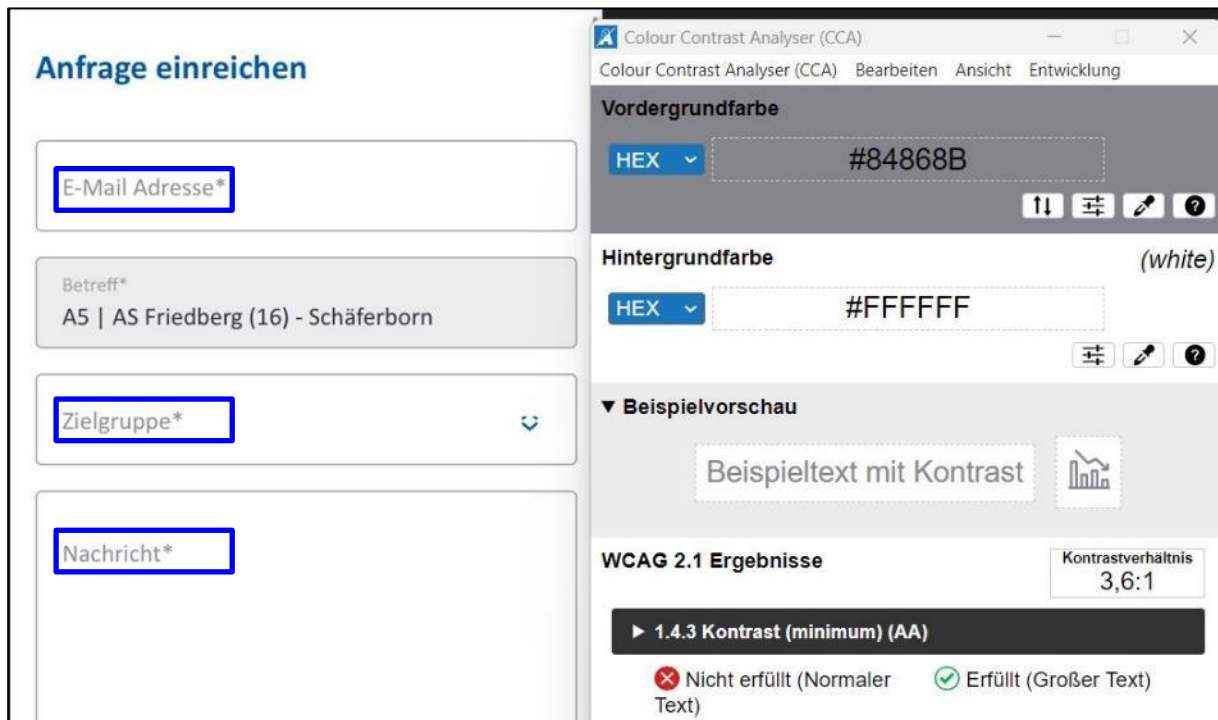 Anfrage einreichen
E-Mail Adresse*
Betreff*
A5 | AS Friedberg (16) - Schäferborn
Zielgruppe*
Nachricht*
Colour Contrast Analyser (CCA)
Colour Contrast Analyser (CCA) Bearbeiten Ansicht Entwicklung
Vordergrundfarbe
HEX #84868B
Hintergrundfarbe (white)
HEX #FFFFFF
▼ Beispielvorschau
Beispieltext mit Kontrast
WCAG 2.1 Ergebnisse
Kontrastverhältnis
3,6:1
▶ 1.4.3 Kontrast (minimum) (AA)
Nicht erfüllt (Normaler
Text)
Erfüllt (Großer Text)